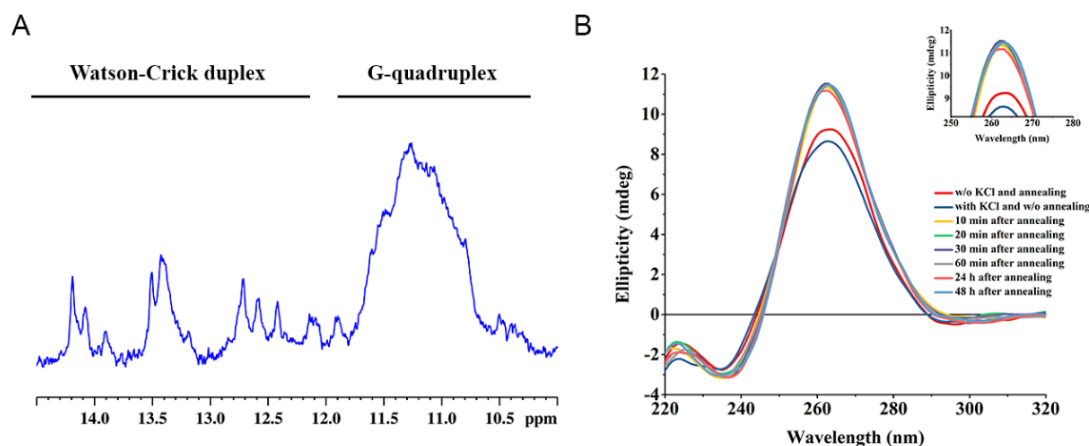 A
Watson-Crick duplex
G-quadruplex
14.0 13.5 13.0 12.5 12.0 11.5 11.0 10.5 ppm
B
Ellipticity (mdeg)
12
10
8
6
4
2
0
-2
-4
220 240 260 280 300 320
Wavelength (nm)
Ellipticity (mdeg)
12
11
10
9
250 260 270 280
Wavelength (nm)
w/o KCl and annealing
with KCl and w/o annealing
10 min after annealing
20 min after annealing
30 min after annealing
60 min after annealing
24 h after annealing
48 h after annealing